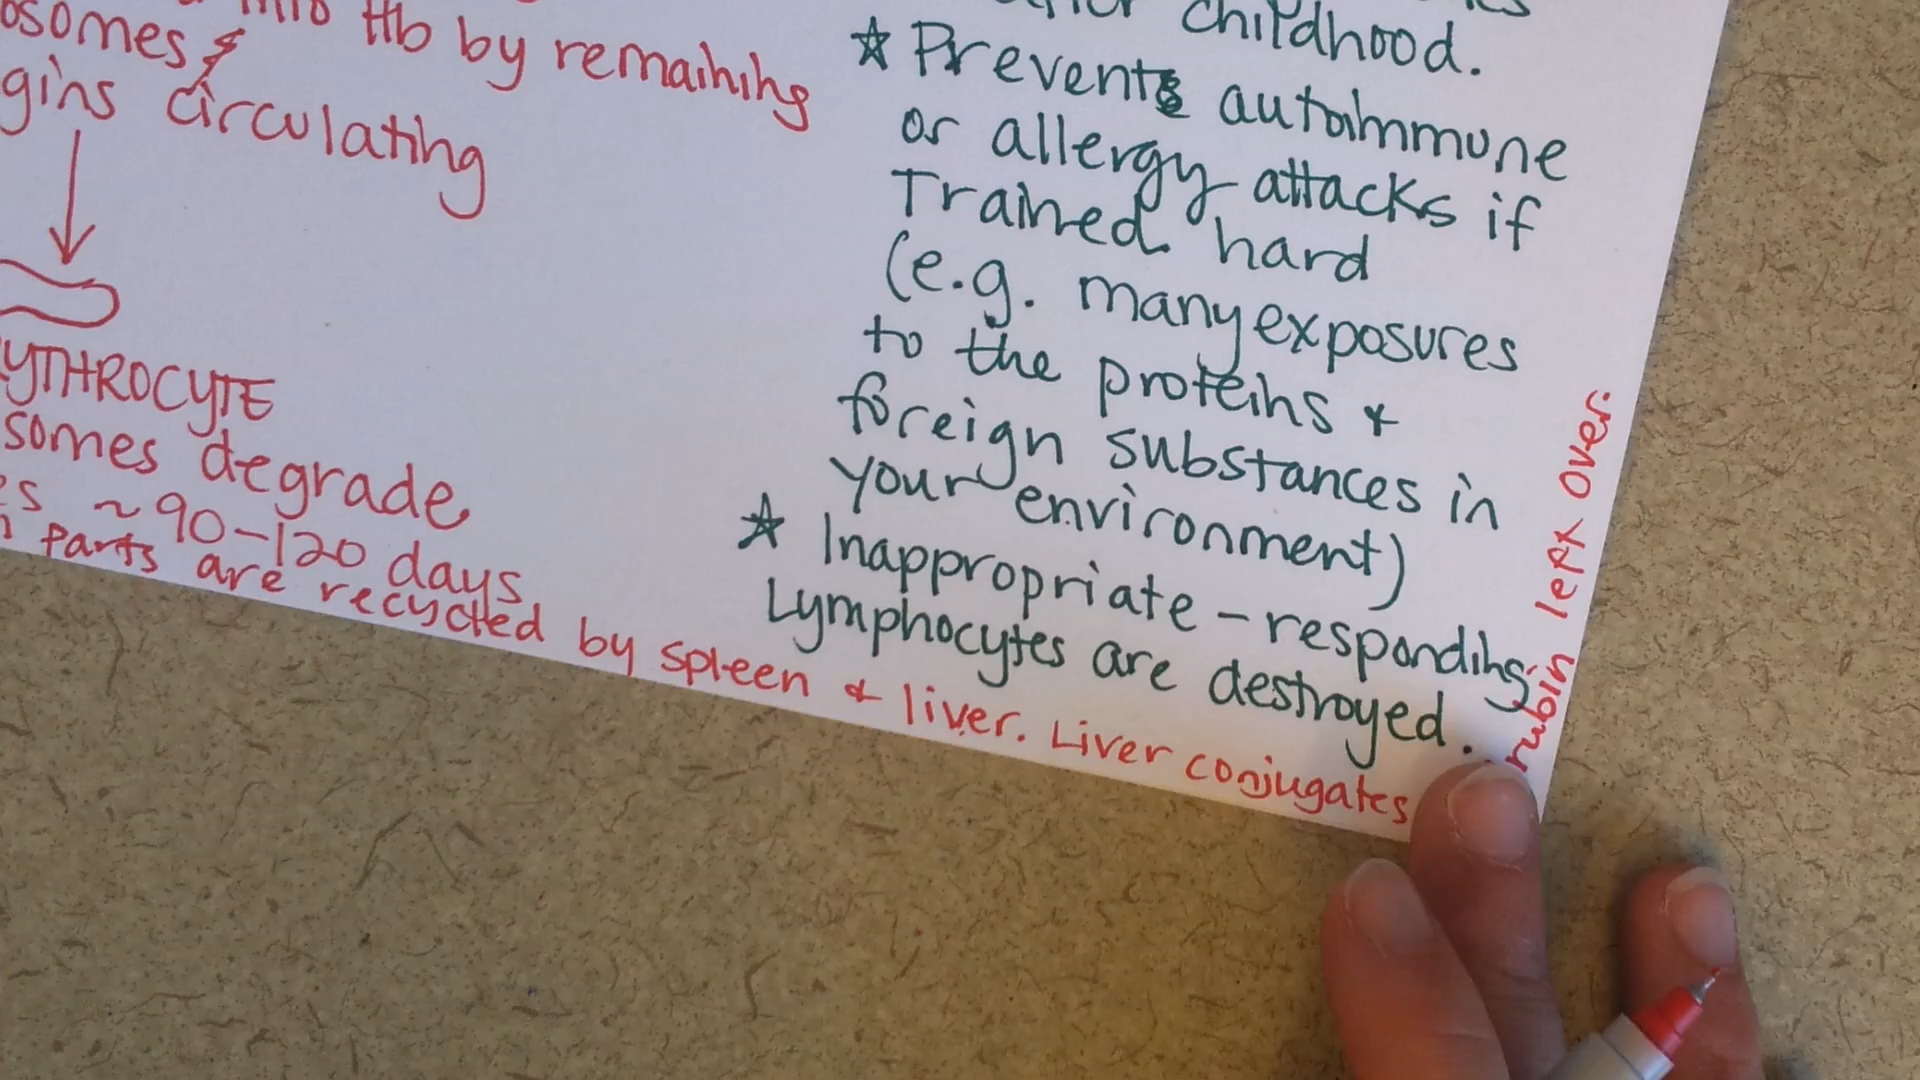 into Hb by remaining
osomes &
gins circulating
YTHROCYTE
somes degrade
es ~90-120 days
parts are recycled by spleen & liver. Liver conjugates
rubin left over.
childhood.
☆ Prevents autoimmune
or allergy attacks if
Trained hard
(e.g. many exposures
to the proteins &
foreign substances in
your environment)
☆ Inappropriate-responding
Lymphocytes are destroyed.